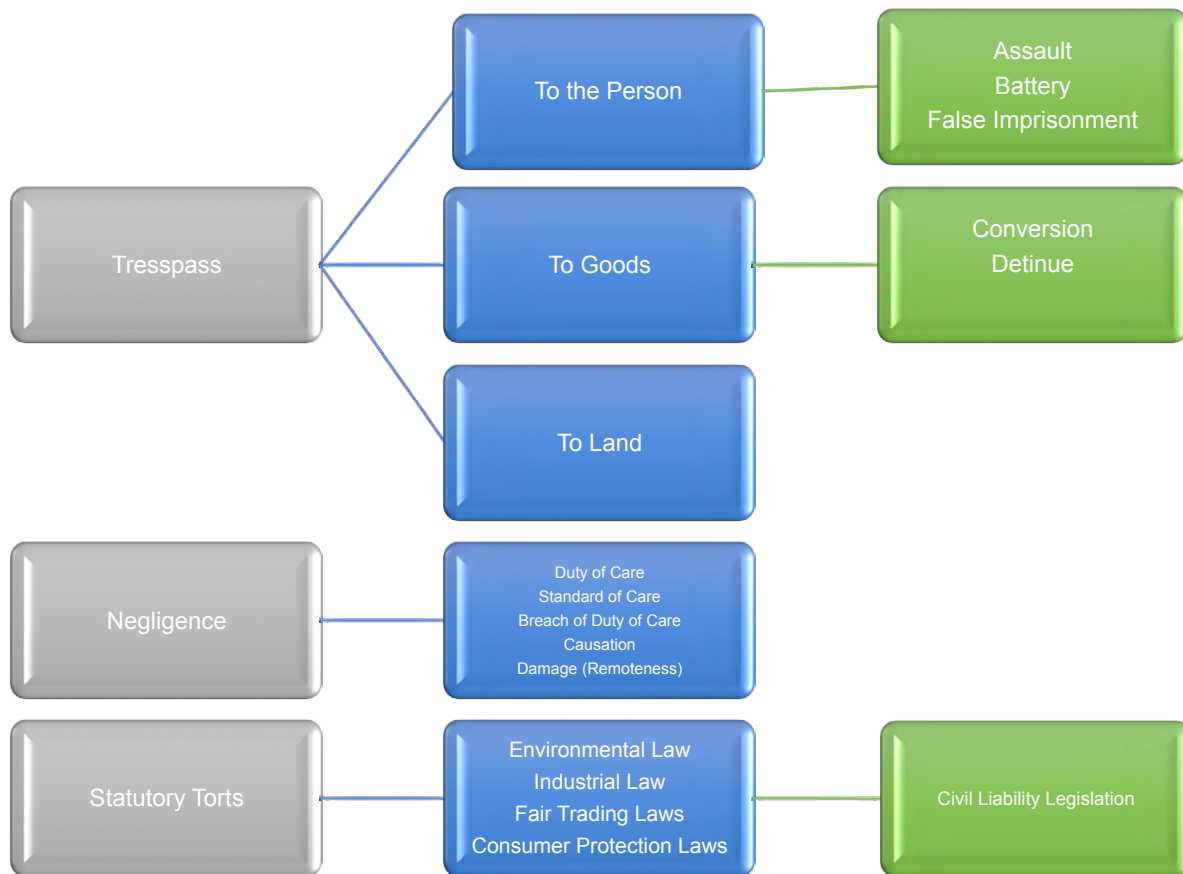 Tresspass
To the Person
Assault
Battery
False Imprisonment
To Goods
Conversion
Detinue
To Land
Negligence
Duty of Care
Standard of Care
Breach of Duty of Care
Causation
Damage (Remoteness)
Statutory Torts
Environmental Law
Industrial Law
Fair Trading Laws
Consumer Protection Laws
Civil Liability Legislation